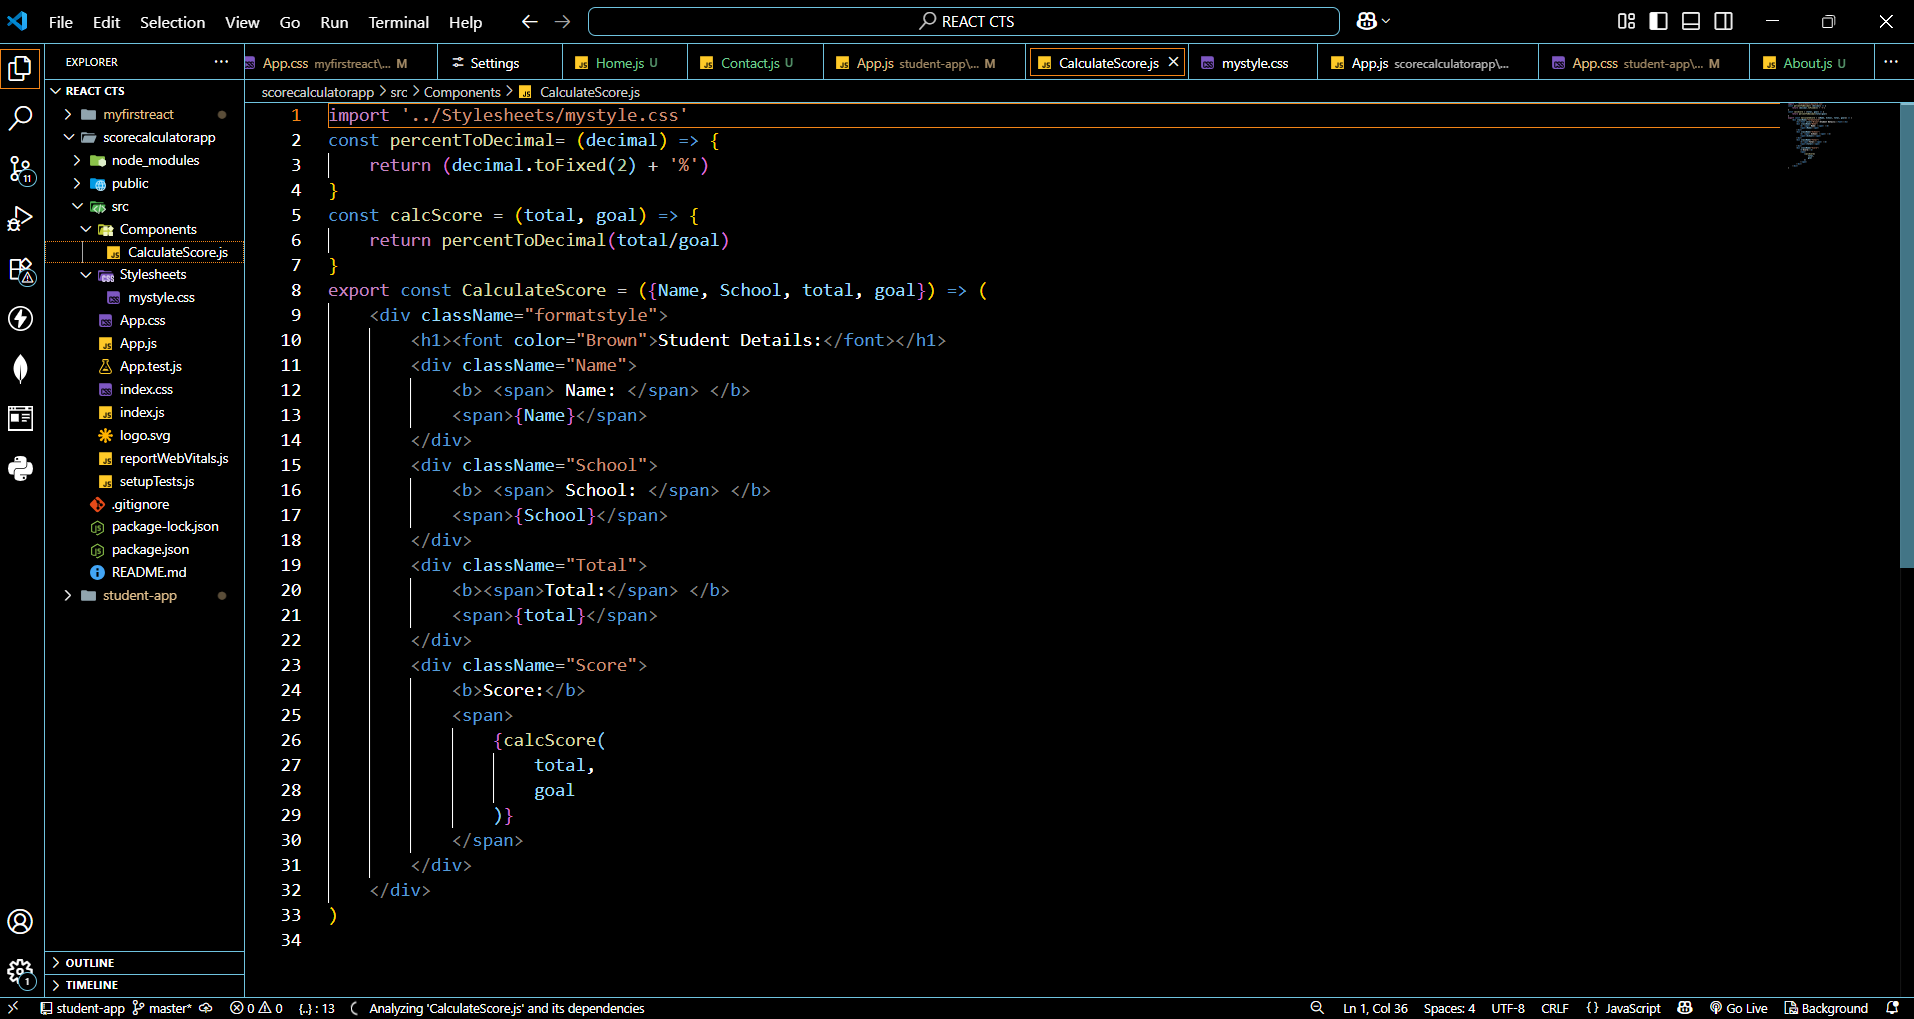 File Edit Selection View Go Run Terminal Help
REACT CTS
EXPLORER
App.css myfirstreact\... M
Settings
Home.js U
Contact.js U
App.js student-app\... M
CalculateScore.js
mystyle.css
App.js scorecalculatorapp\...
App.css student-app\... M
About.js U
REACT CTS
myfirstreact
scorecalculatorapp
node_modules
public
src
Components
CalculateScore.js
Stylesheets
mystyle.css
App.css
App.js
App.test.js
index.css
index.js
logo.svg
reportWebVitals.js
setupTests.js
.gitignore
package-lock.json
package.json
README.md
student-app
OUTLINE
TIMELINE
11
1
scorecalculatorapp > src > Components > CalculateScore.js
1 import '../Stylesheets/mystyle.css'
2 const percentToDecimal= (decimal) => {
3     return (decimal.toFixed(2) + '%')
4 }
5 const calcScore = (total, goal) => {
6     return percentToDecimal(total/goal)
7 }
8 export const CalculateScore = ({Name, School, total, goal}) => (
9     <div className="formatstyle">
10         <h1><font color="Brown">Student Details:</font></h1>
11         <div className="Name">
12             <b> <span> Name: </span> </b>
13             <span>{Name}</span>
14         </div>
15         <div className="School">
16             <b> <span> School: </span> </b>
17             <span>{School}</span>
18         </div>
19         <div className="Total">
20             <b><span>Total:</span> </b>
21             <span>{total}</span>
22         </div>
23         <div className="Score">
24             <b>Score:</b>
25             <span>
26                 {calcScore(
27                     total,
28                     goal
29                 )}
30             </span>
31         </div>
32     </div>
33 )
34
student-app master* 0 0 {..} : 13 Analyzing 'CalculateScore.js' and its dependencies
Ln 1, Col 36 Spaces: 4 UTF-8 CRLF {} JavaScript Go Live Background